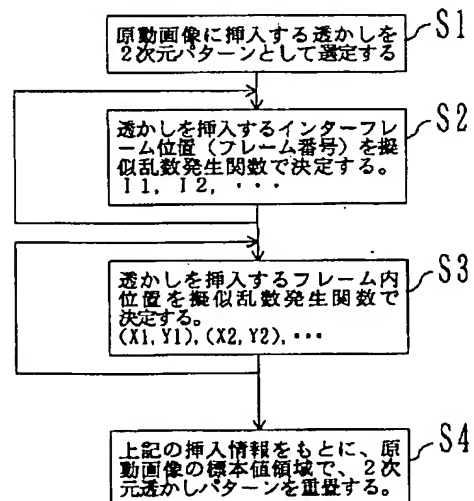 S1
原動画像に挿入する透かしを
2次元パターンとして選定する
S2
透かしを挿入するインターフレー
ム位置（フレーム番号）を擬
似乱数発生関数で決定する。
I1, I2, ・・・
S3
透かしを挿入するフレーム内
位置を擬似乱数発生関数で
決定する。
(X1,Y1),(X2,Y2),・・・
S4
上記の挿入情報をもとに、原
動画像の標本値領域で、2次
元透かしパターンを重畳する。